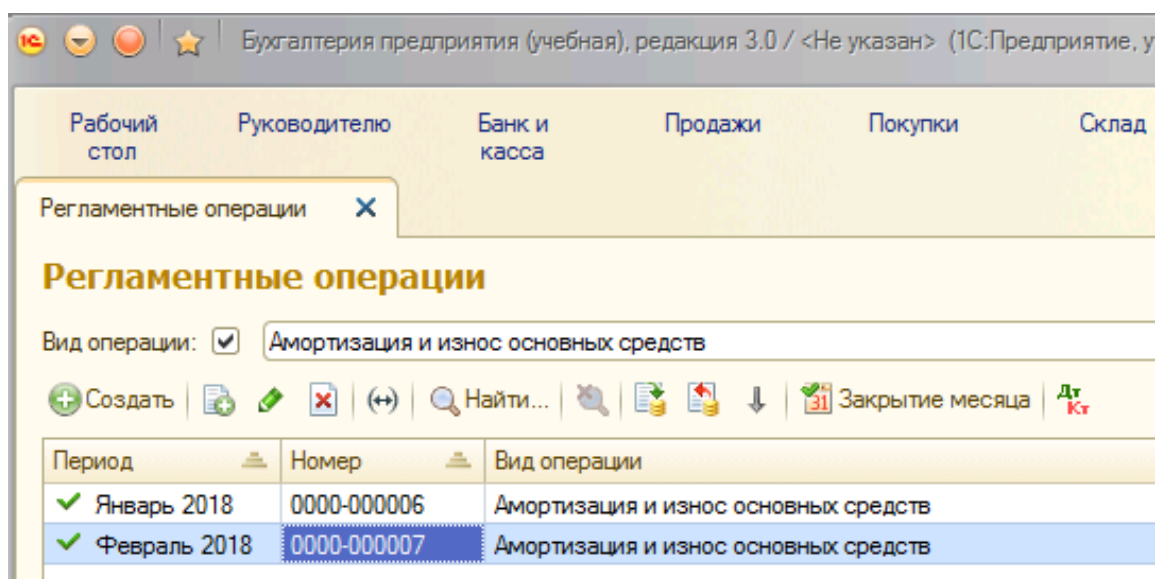 1С Бухгалтерия предприятия (учебная), редакция 3.0 / <Не указан> (1С:Предприятие, у
Рабочий стол Руководителю Банк и касса Продажи Покупки Склад
Регламентные операции
Регламентные операции
Вид операции: Амортизация и износ основных средств
Создать Найти... 31 Закрытие месяца Дт Кт
Период Номер Вид операции
Январь 2018 0000-000006 Амортизация и износ основных средств
Февраль 2018 0000-000007 Амортизация и износ основных средств